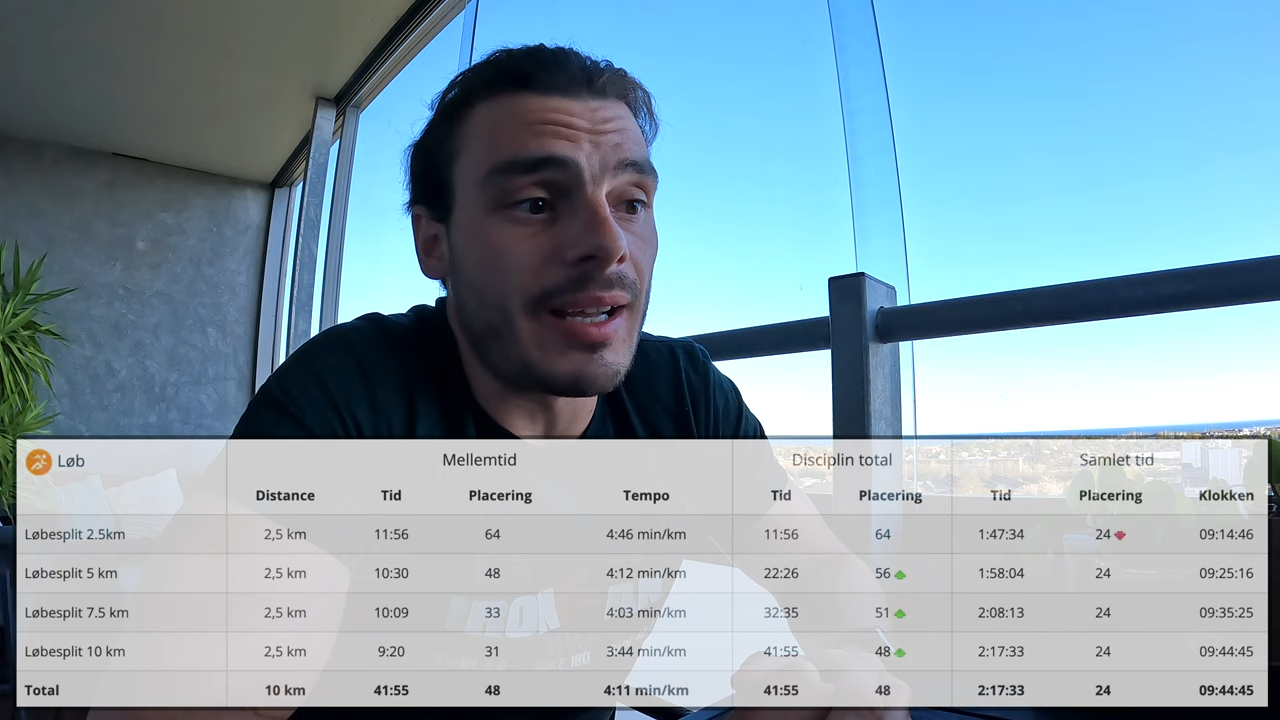 Løb Mellemtid Disciplin total Samlet tid
Distance Tid Placering Tempo Tid Placering Tid Placering Klokken
Løbesplit 2.5km 2,5 km 11:56 64 4:46 min/km 11:56 64 1:47:34 24 09:14:46
Løbesplit 5 km 2,5 km 10:30 48 4:12 min/km 22:26 56 1:58:04 24 09:25:16
Løbesplit 7.5 km 2,5 km 10:09 33 4:03 min/km 32:35 51 2:08:13 24 09:35:25
Løbesplit 10 km 2,5 km 9:20 31 3:44 min/km 41:55 48 2:17:33 24 09:44:45
Total 10 km 41:55 48 4:11 min/km 41:55 48 2:17:33 24 09:44:45